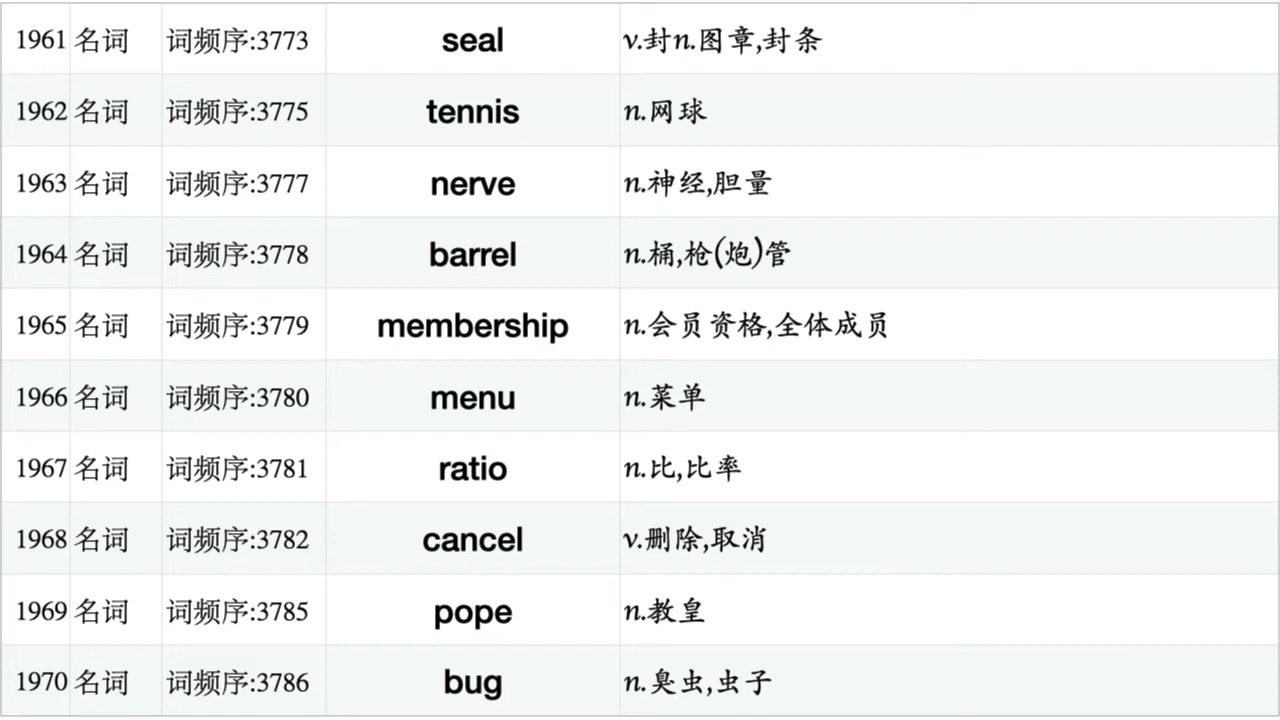 1961 名词 词频序:3773 seal v.封n.图章,封条
1962 名词 词频序:3775 tennis n.网球
1963 名词 词频序:3777 nerve n.神经,胆量
1964 名词 词频序:3778 barrel n.桶,枪(炮)管
1965 名词 词频序:3779 membership n.会员资格,全体成员
1966 名词 词频序:3780 menu n.菜单
1967 名词 词频序:3781 ratio n.比,比率
1968 名词 词频序:3782 cancel v.删除,取消
1969 名词 词频序:3785 pope n.教皇
1970 名词 词频序:3786 bug n.臭虫,虫子